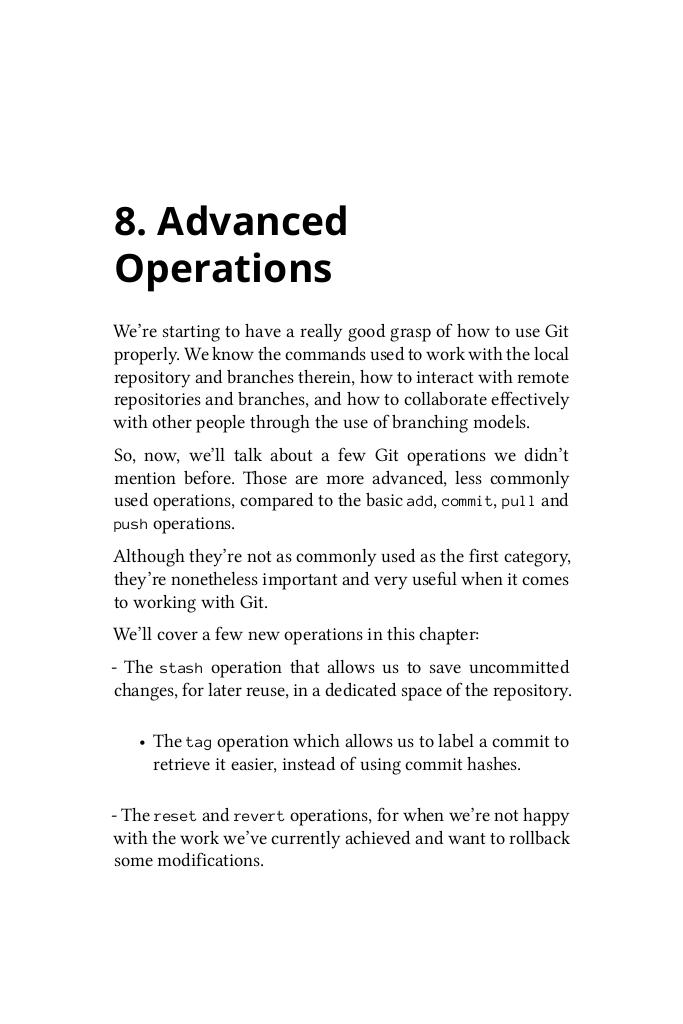 8. Advanced
Operations
We’re starting to have a really good grasp of how to use Git
properly. We know the commands used to work with the local
repository and branches therein, how to interact with remote
repositories and branches, and how to collaborate effectively
with other people through the use of branching models.
So, now, we’ll talk about a few Git operations we didn’t
mention before. Those are more advanced, less commonly
used operations, compared to the basic add, commit, pull and
push operations.
Although they’re not as commonly used as the first category,
they’re nonetheless important and very useful when it comes
to working with Git.
We’ll cover a few new operations in this chapter:
- The stash operation that allows us to save uncommitted
changes, for later reuse, in a dedicated space of the repository.
• The tag operation which allows us to label a commit to
retrieve it easier, instead of using commit hashes.
- The reset and revert operations, for when we’re not happy
with the work we’ve currently achieved and want to rollback
some modifications.